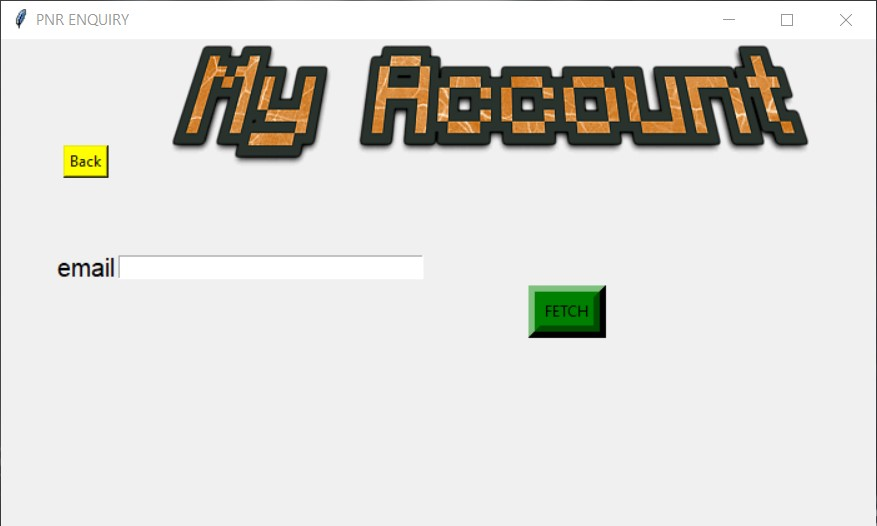 PNR ENQUIRY
My Account
Back
email
FETCH